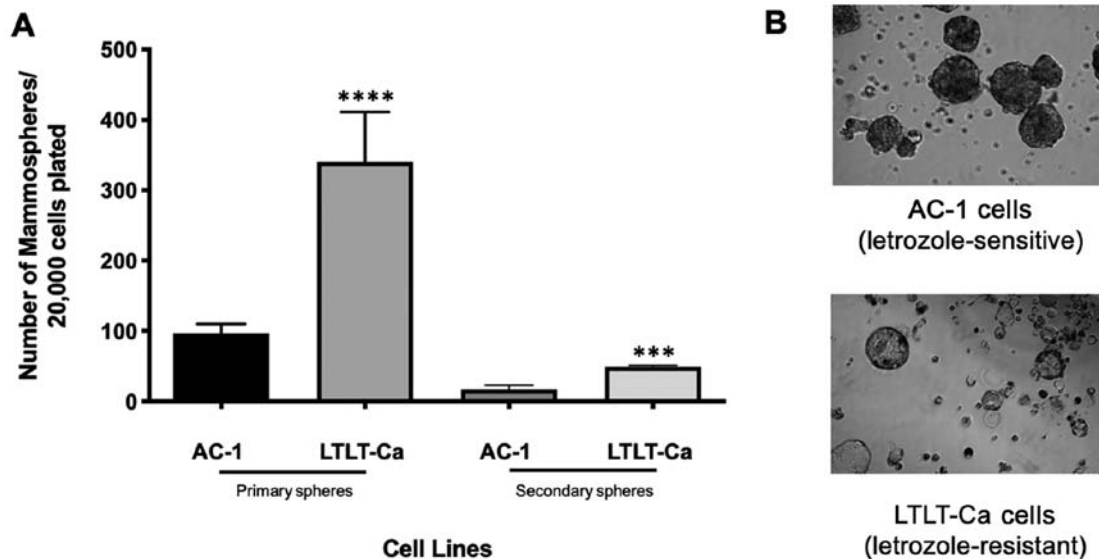 A
Number of Mammospheres/
20,000 cells plated
500
400
300
200
100
0
****
***
AC-1
LTLT-Ca
AC-1
LTLT-Ca
Primary spheres
Secondary spheres
Cell Lines
B
AC-1 cells
(letrozole-sensitive)
LTLT-Ca cells
(letrozole-resistant)